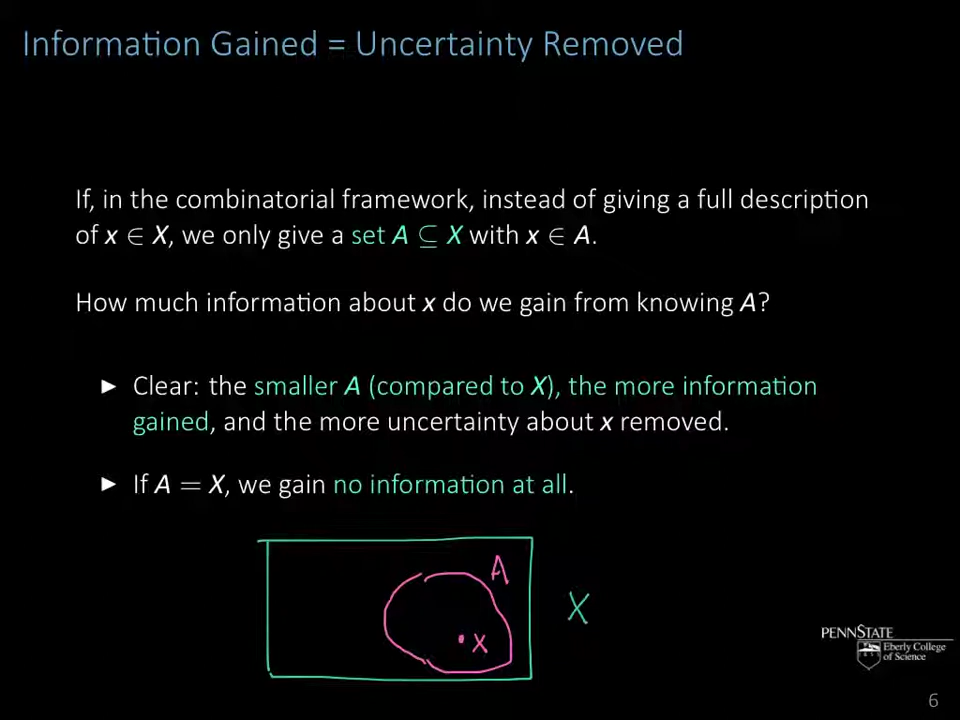 Information Gained = Uncertainty Removed
If, in the combinatorial framework, instead of giving a full description
of x ∈ X, we only give a set A ⊆ X with x ∈ A.
How much information about x do we gain from knowing A?
► Clear: the smaller A (compared to X), the more information
gained, and the more uncertainty about x removed.
► If A = X, we gain no information at all.
A
X
x
PENNSTATE
Eberly College
of Science
6